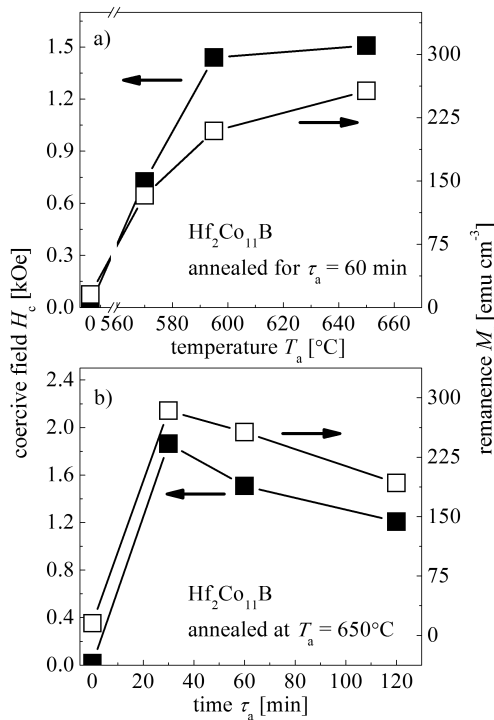 a)
1.5
1.2
0.9
0.6
0.3
0.0
300
225
150
75
0
Hf₂Co₁₁B
annealed for τₐ = 60 min
0 560 580 600 620 640 660
temperature Tₐ [°C]
coercive field H_c [kOe]
remanence M [emu cm⁻³]
b)
2.4
2.0
1.6
1.2
0.8
0.4
0.0
300
225
150
75
0
Hf₂Co₁₁B
annealed at Tₐ = 650°C
0 20 40 60 80 100 120
time τₐ [min]